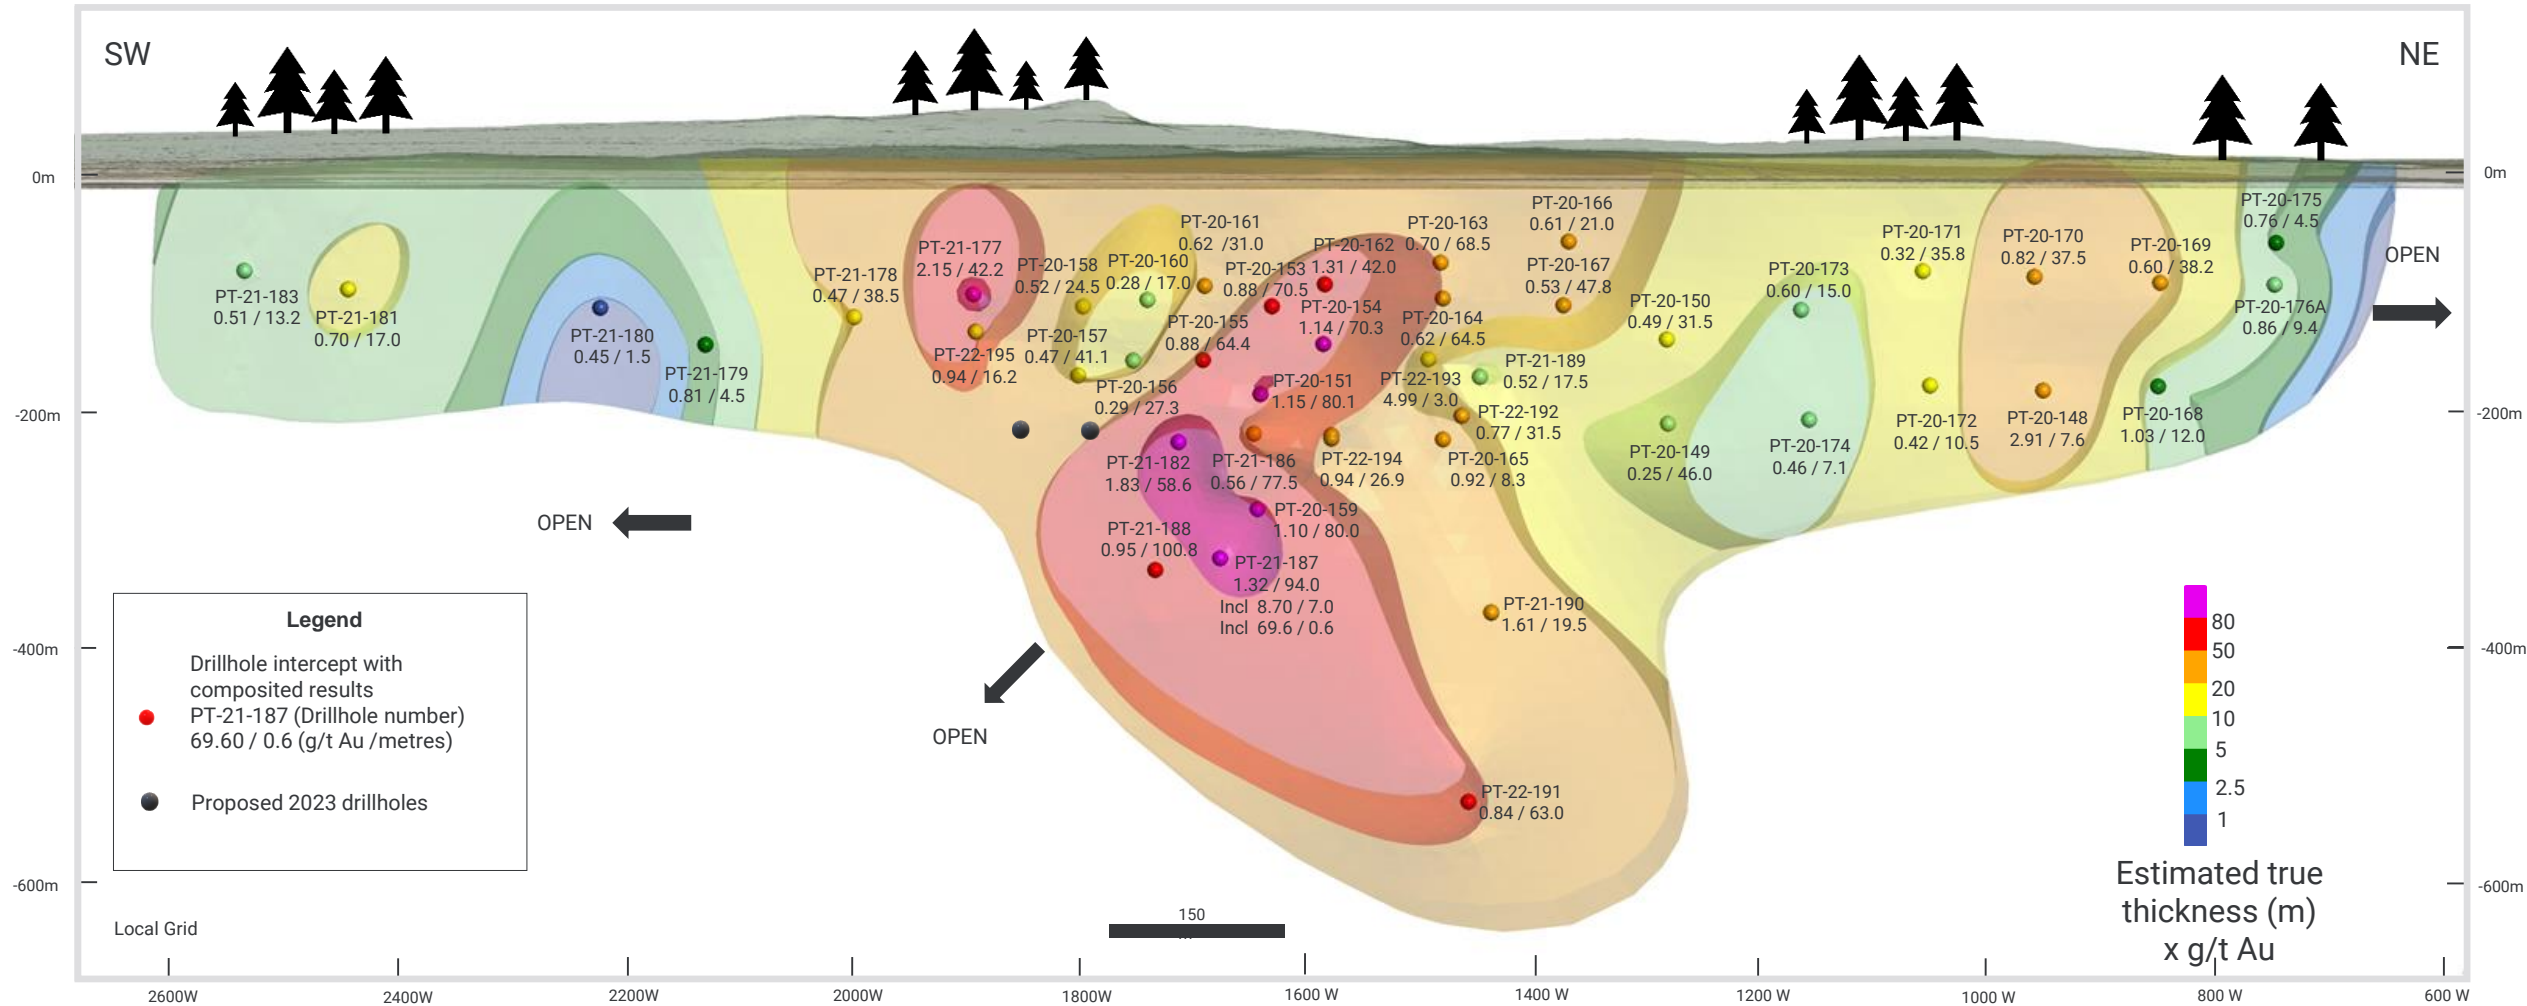 SW
NE
0m
-200m
-400m
-600m
0m
-200m
-400m
-600m
PT-21-183
0.51 / 13.2
PT-21-181
0.70 / 17.0
PT-21-180
0.45 / 1.5
PT-21-179
0.81 / 4.5
PT-21-178
0.47 / 38.5
PT-21-177
2.15 / 42.2
PT-22-195
0.94 / 16.2
PT-20-158
0.52 / 24.5
PT-20-157
0.47 / 41.1
PT-20-160
0.28 / 17.0
PT-20-156
0.29 / 27.3
PT-20-161
0.62 /31.0
PT-20-153
0.88 / 70.5
PT-20-155
0.88 / 64.4
PT-20-162
1.31 / 42.0
PT-20-154
1.14 / 70.3
PT-20-151
1.15 / 80.1
PT-20-163
0.70 / 68.5
PT-20-164
0.62 / 64.5
PT-22-193
4.99 / 3.0
PT-20-166
0.61 / 21.0
PT-20-167
0.53 / 47.8
PT-21-189
0.52 / 17.5
PT-22-192
0.77 / 31.5
PT-20-165
0.92 / 8.3
PT-22-194
0.94 / 26.9
PT-21-186
0.56 / 77.5
PT-21-182
1.83 / 58.6
PT-20-159
1.10 / 80.0
PT-21-188
0.95 / 100.8
PT-21-187
1.32 / 94.0
Incl 8.70 / 7.0
Incl 69.6 / 0.6
PT-21-190
1.61 / 19.5
PT-22-191
0.84 / 63.0
PT-20-150
0.49 / 31.5
PT-20-149
0.25 / 46.0
PT-20-173
0.60 / 15.0
PT-20-174
0.46 / 7.1
PT-20-171
0.32 / 35.8
PT-20-172
0.42 / 10.5
PT-20-170
0.82 / 37.5
PT-20-148
2.91 / 7.6
PT-20-169
0.60 / 38.2
PT-20-168
1.03 / 12.0
PT-20-175
0.76 / 4.5
PT-20-176A
0.86 / 9.4
OPEN
OPEN
OPEN
Legend
Drillhole intercept with
composited results
PT-21-187 (Drillhole number)
69.60 / 0.6 (g/t Au /metres)
Proposed 2023 drillholes
Local Grid
150
80
50
20
10
5
2.5
1
Estimated true
thickness (m)
x g/t Au
2600W
2400W
2200W
2000W
1800W
1600 W
1400 W
1200 W
1000 W
800 W
600 W